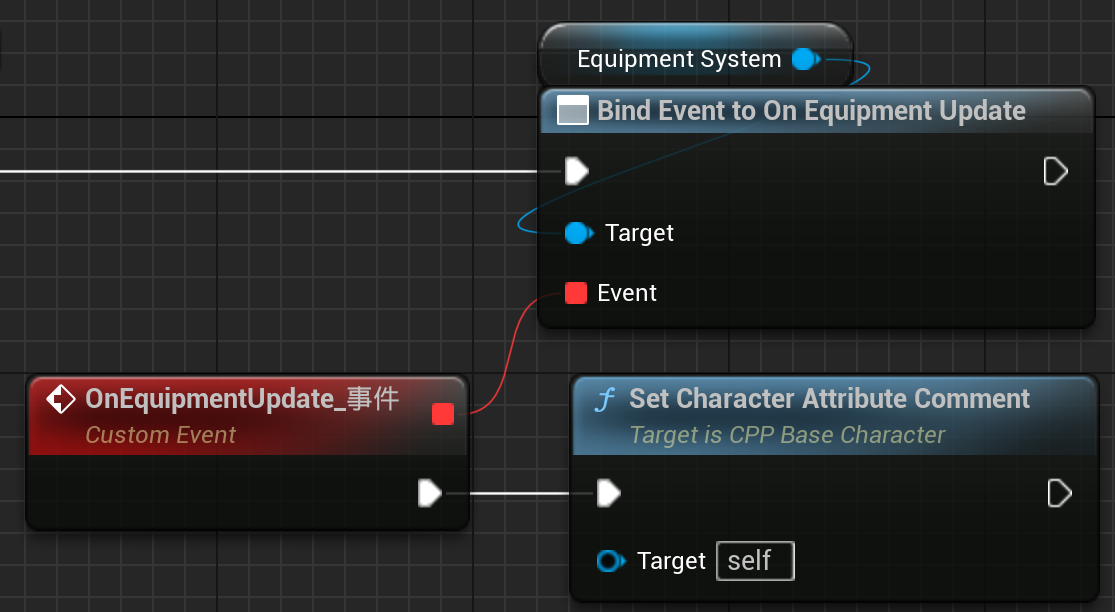 Equipment System
Bind Event to On Equipment Update
Target
Event
OnEquipmentUpdate_事件
Custom Event
Set Character Attribute Comment
Target is CPP Base Character
Target self